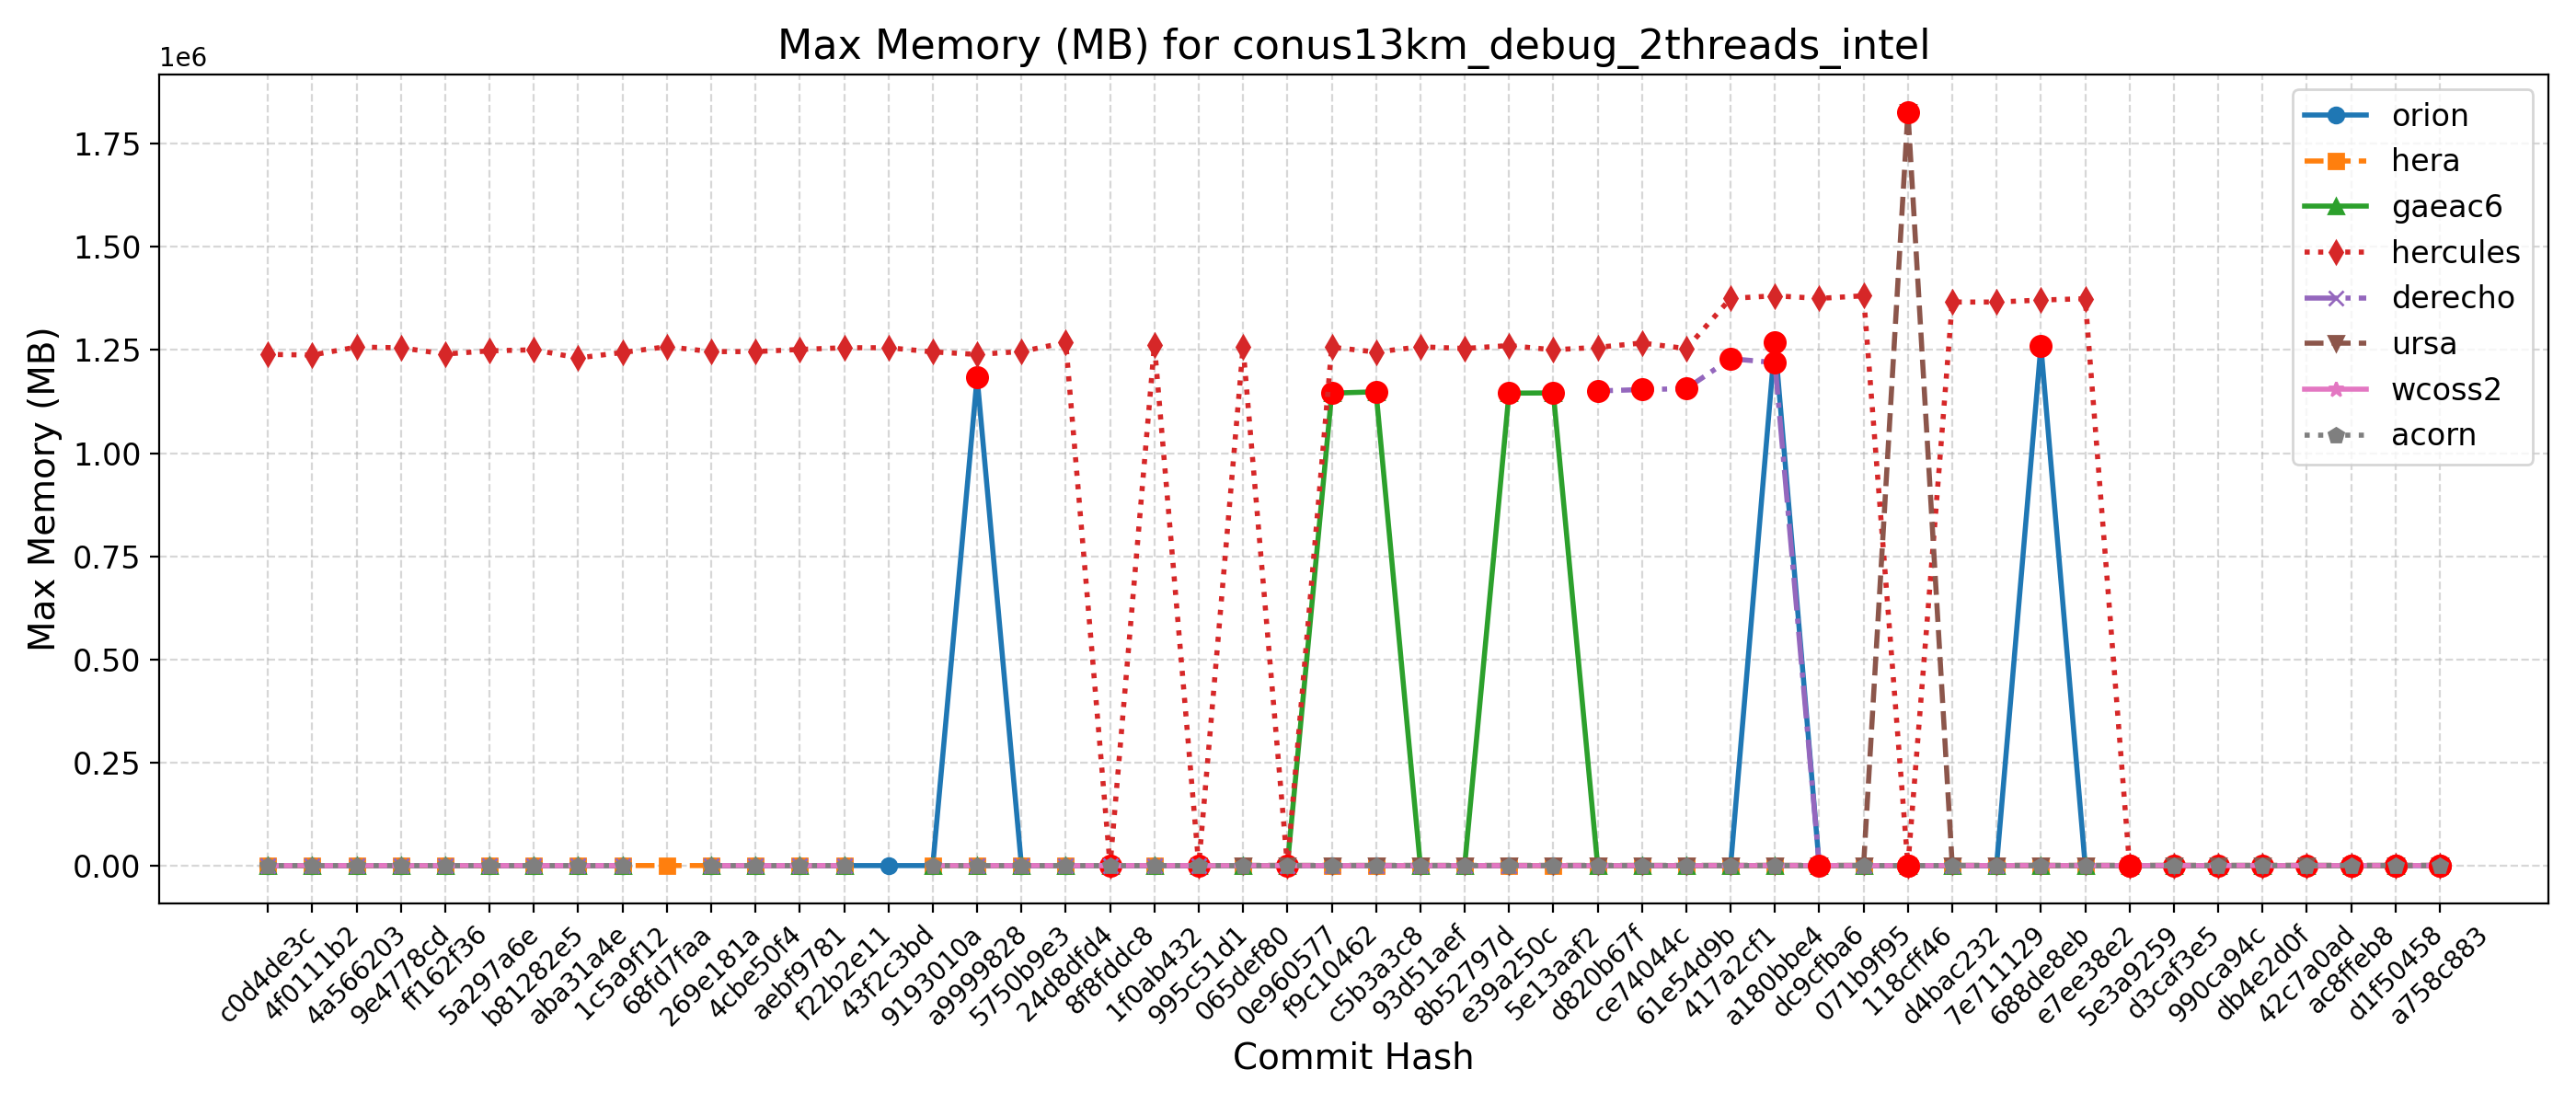 Max Memory (MB) for conus13km_debug_2threads_intel
1e6
1.75
1.50
1.25
1.00
0.75
0.50
0.25
0.00
Max Memory (MB)
orion
hera
gaeac6
hercules
derecho
ursa
wcoss2
acorn
c0d4de3c
4f0111b2
4a566203
9e4778cd
ff162f36
5a297a6e
b81282e5
aba31a4e
1c5a9f12
68fd7faa
269e181a
4cbe50f4
aebf9781
f22b2e11
43f2c3bd
9193010a
a9999828
5750b9e3
24d8dfd4
8f8fddc8
1f0ab432
995c51d1
065def80
0e960577
f9c10462
c5b3a3c8
93d51aef
8b52797d
e39a250c
5e13aaf2
d820b67f
ce74044c
61e54d9b
417a2cf1
a180bbe4
dc9cfba6
071b9f95
118cff46
d4bac232
7e711129
688de8eb
e7ee38e2
5e3a9259
d3caf3e5
990ca94c
db4e2d0f
42c7a0ad
ac8ffeb8
d1f50458
a758c883
Commit Hash